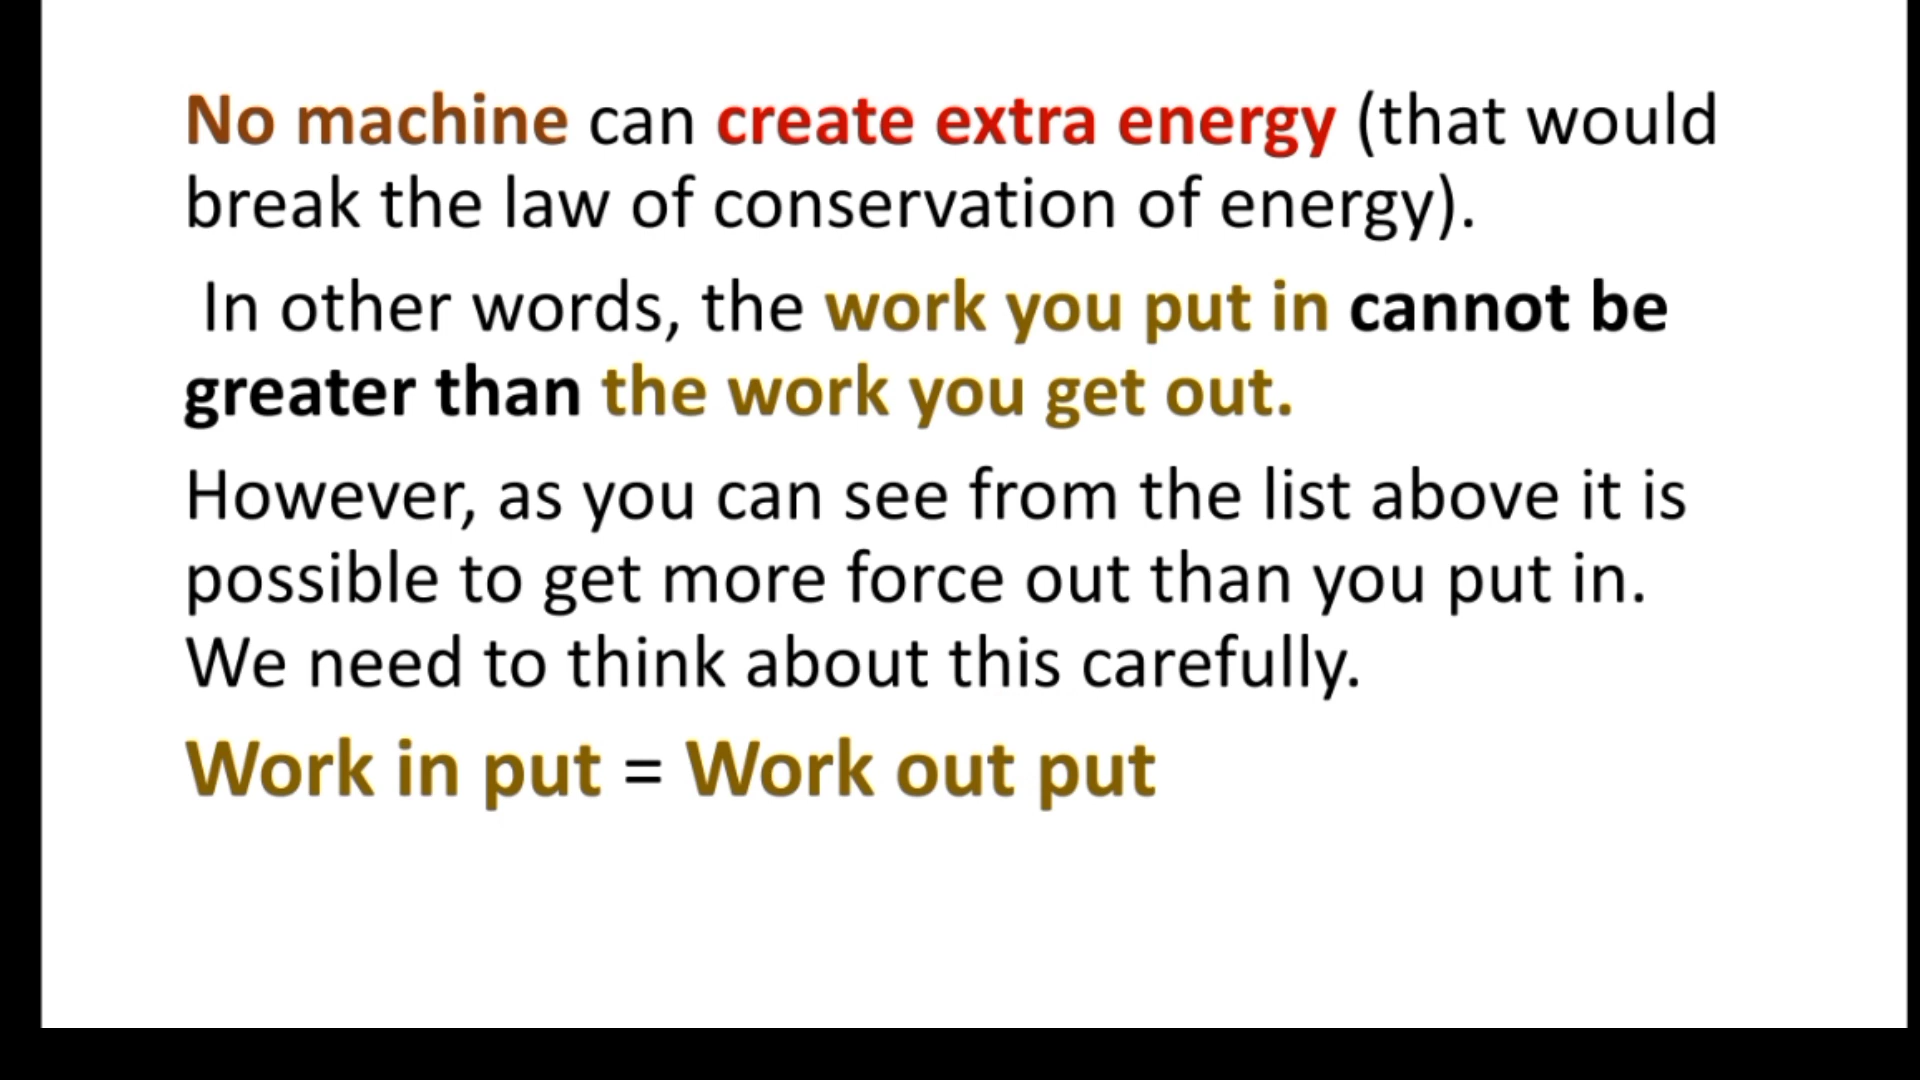 No machine can create extra energy (that would
break the law of conservation of energy).
In other words, the work you put in cannot be
greater than the work you get out.
However, as you can see from the list above it is
possible to get more force out than you put in.
We need to think about this carefully.
Work in put = Work out put